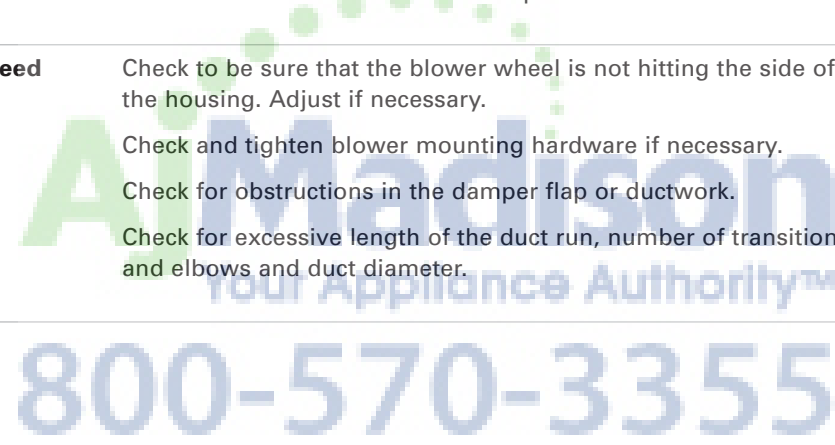 eed
Check to be sure that the blower wheel is not hitting the side of
the housing. Adjust if necessary.
Check and tighten blower mounting hardware if necessary.
Check for obstructions in the damper flap or ductwork.
Check for excessive length of the duct run, number of transition
and elbows and duct diameter.
AjMadison
Your Appliance Authority™
800-570-3355